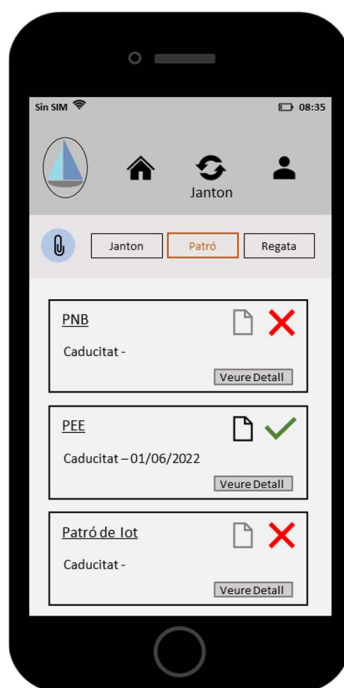 Sin SIM 08:35
Janton
Janton Patró Regata
PNB
Caducitat -
Veure Detall
PEE
Caducitat – 01/06/2022
Veure Detall
Patró de Iot
Caducitat -
Veure Detall